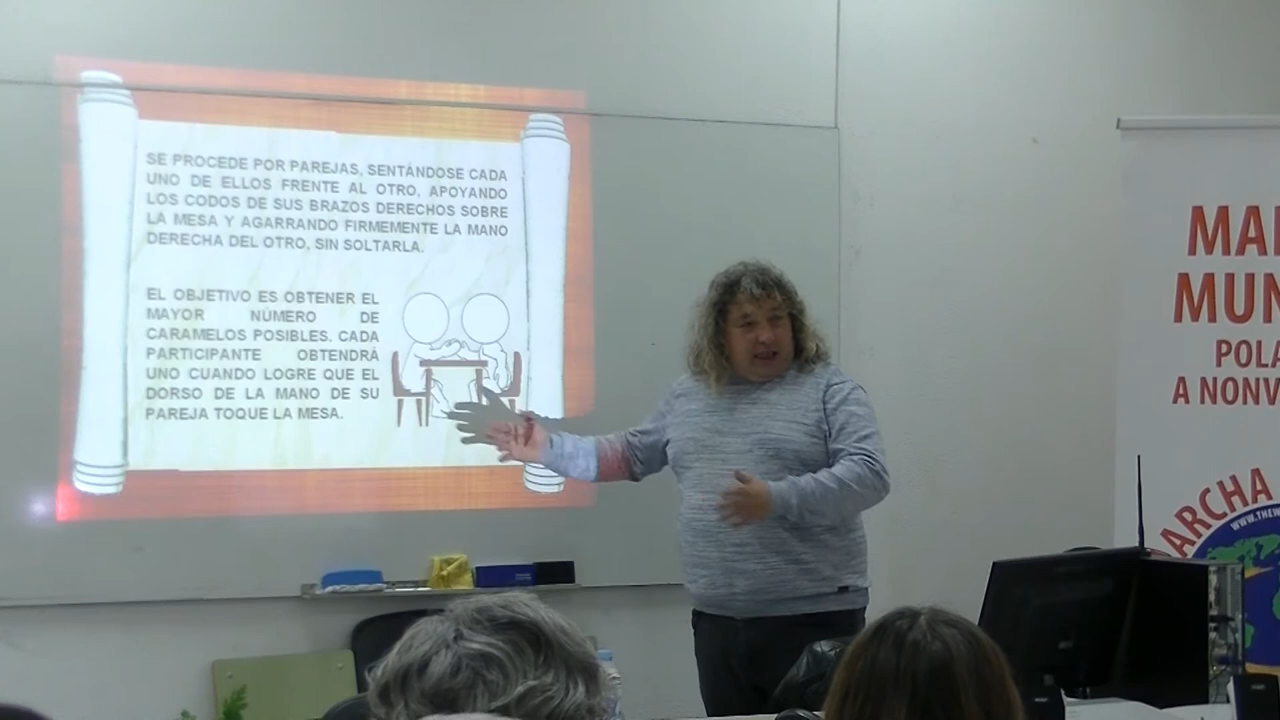 SE PROCEDE POR PAREJAS, SENTÁNDOSE CADA
UNO DE ELLOS FRENTE AL OTRO, APOYANDO
LOS CODOS DE SUS BRAZOS DERECHOS SOBRE
LA MESA Y AGARRANDO FIRMEMENTE LA MANO
DERECHA DEL OTRO, SIN SOLTARLA.
EL OBJETIVO ES OBTENER EL
MAYOR NÚMERO DE
CARAMELOS POSIBLES. CADA
PARTICIPANTE OBTENDRÁ
UNO CUANDO LOGRE QUE EL
DORSO DE LA MANO DE SU
PAREJA TOQUE LA MESA.
MAR
MUN
POLA
A NONV
ARCHA
WWW.THEW